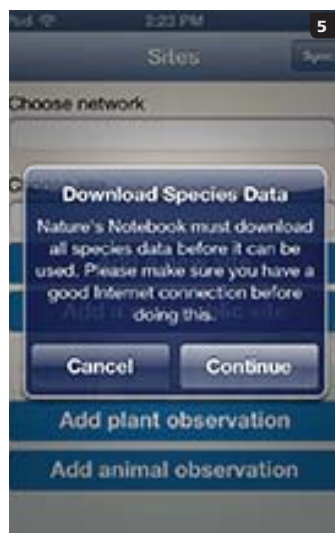 2:23 PM
5
Sites
Sync
Choose network
Download Species Data
Nature's Notebook must download
all species data before it can be
used. Please make sure you have a
good Internet connection before
doing this.
Cancel
Continue
Add plant observation
Add animal observation